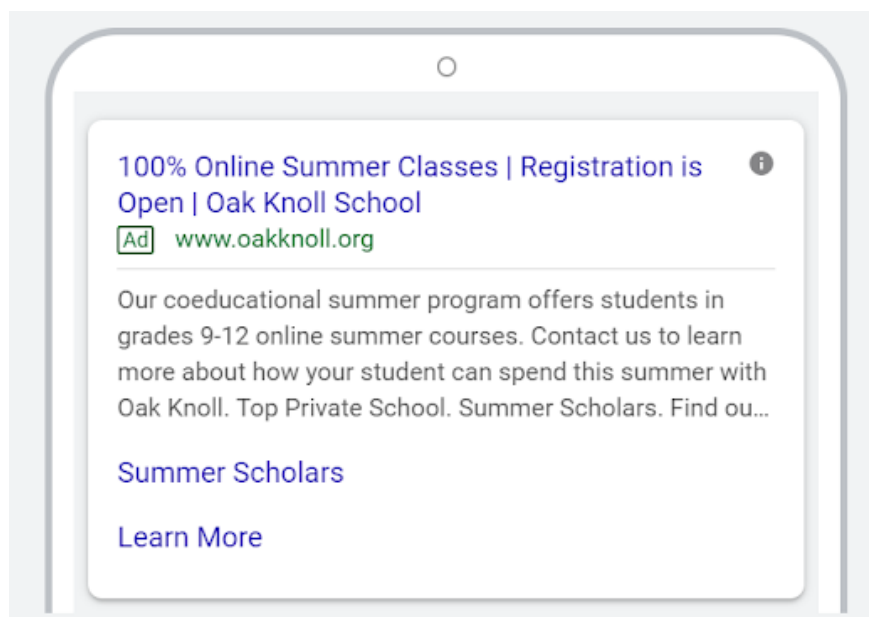 100% Online Summer Classes | Registration is
Open | Oak Knoll School
Ad www.oakknoll.org
Our coeducational summer program offers students in
grades 9-12 online summer courses. Contact us to learn
more about how your student can spend this summer with
Oak Knoll. Top Private School. Summer Scholars. Find ou...
Summer Scholars
Learn More